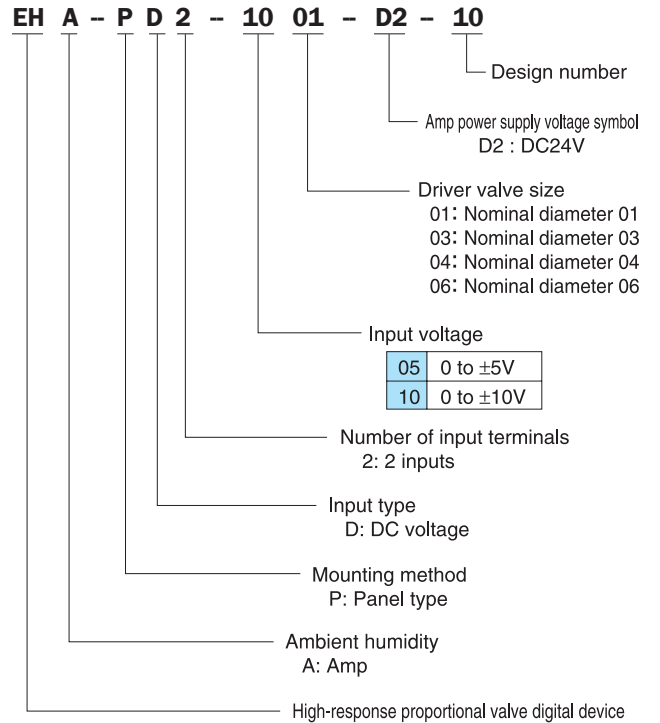 EH A – P D 2 – 10 01 – D2 – 10
Design number
Amp power supply voltage symbol
D2 : DC24V
Driver valve size
01: Nominal diameter 01
03: Nominal diameter 03
04: Nominal diameter 04
06: Nominal diameter 06
Input voltage
05 0 to ±5V
10 0 to ±10V
Number of input terminals
2: 2 inputs
Input type
D: DC voltage
Mounting method
P: Panel type
Ambient humidity
A: Amp
High-response proportional valve digital device